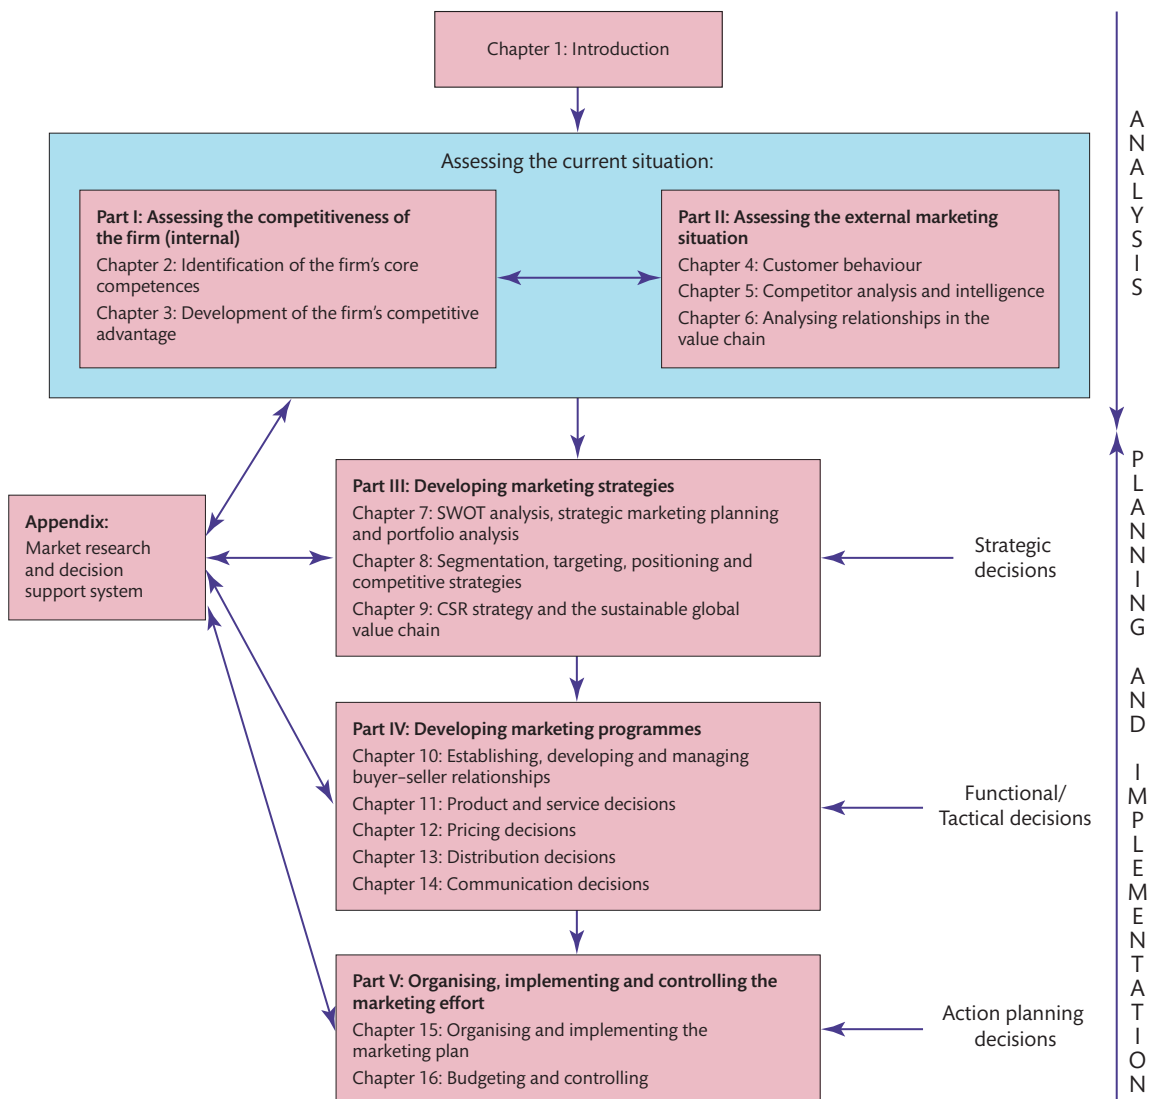 Chapter 1: Introduction
Assessing the current situation:
Part I: Assessing the competitiveness of
the firm (internal)
Chapter 2: Identification of the firm's core
competences
Chapter 3: Development of the firm's competitive
advantage
Part II: Assessing the external marketing
situation
Chapter 4: Customer behaviour
Chapter 5: Competitor analysis and intelligence
Chapter 6: Analysing relationships in the
value chain
ANALYSIS
Appendix:
Market research
and decision
support system
Part III: Developing marketing strategies
Chapter 7: SWOT analysis, strategic marketing planning
and portfolio analysis
Chapter 8: Segmentation, targeting, positioning and
competitive strategies
Chapter 9: CSR strategy and the sustainable global
value chain
Strategic
decisions
Part IV: Developing marketing programmes
Chapter 10: Establishing, developing and managing
buyer–seller relationships
Chapter 11: Product and service decisions
Chapter 12: Pricing decisions
Chapter 13: Distribution decisions
Chapter 14: Communication decisions
Functional/
Tactical decisions
Part V: Organising, implementing and controlling the
marketing effort
Chapter 15: Organising and implementing the
marketing plan
Chapter 16: Budgeting and controlling
Action planning
decisions
PLANNING AND IMPLEMENTATION